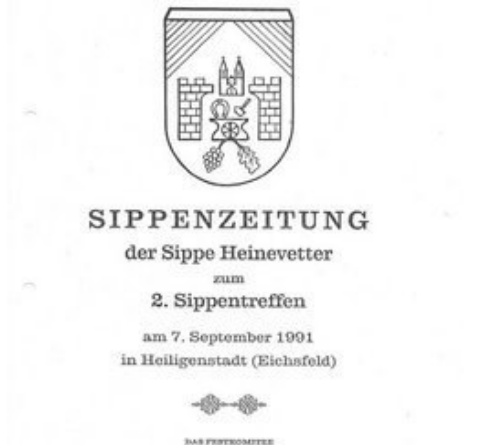 SIPPENZEITUNG
der Sippe Heinevetter
zum
2. Sippentreffen
am 7. September 1991
in Heiligenstadt (Eichsfeld)
DAS FESTKOMITEE